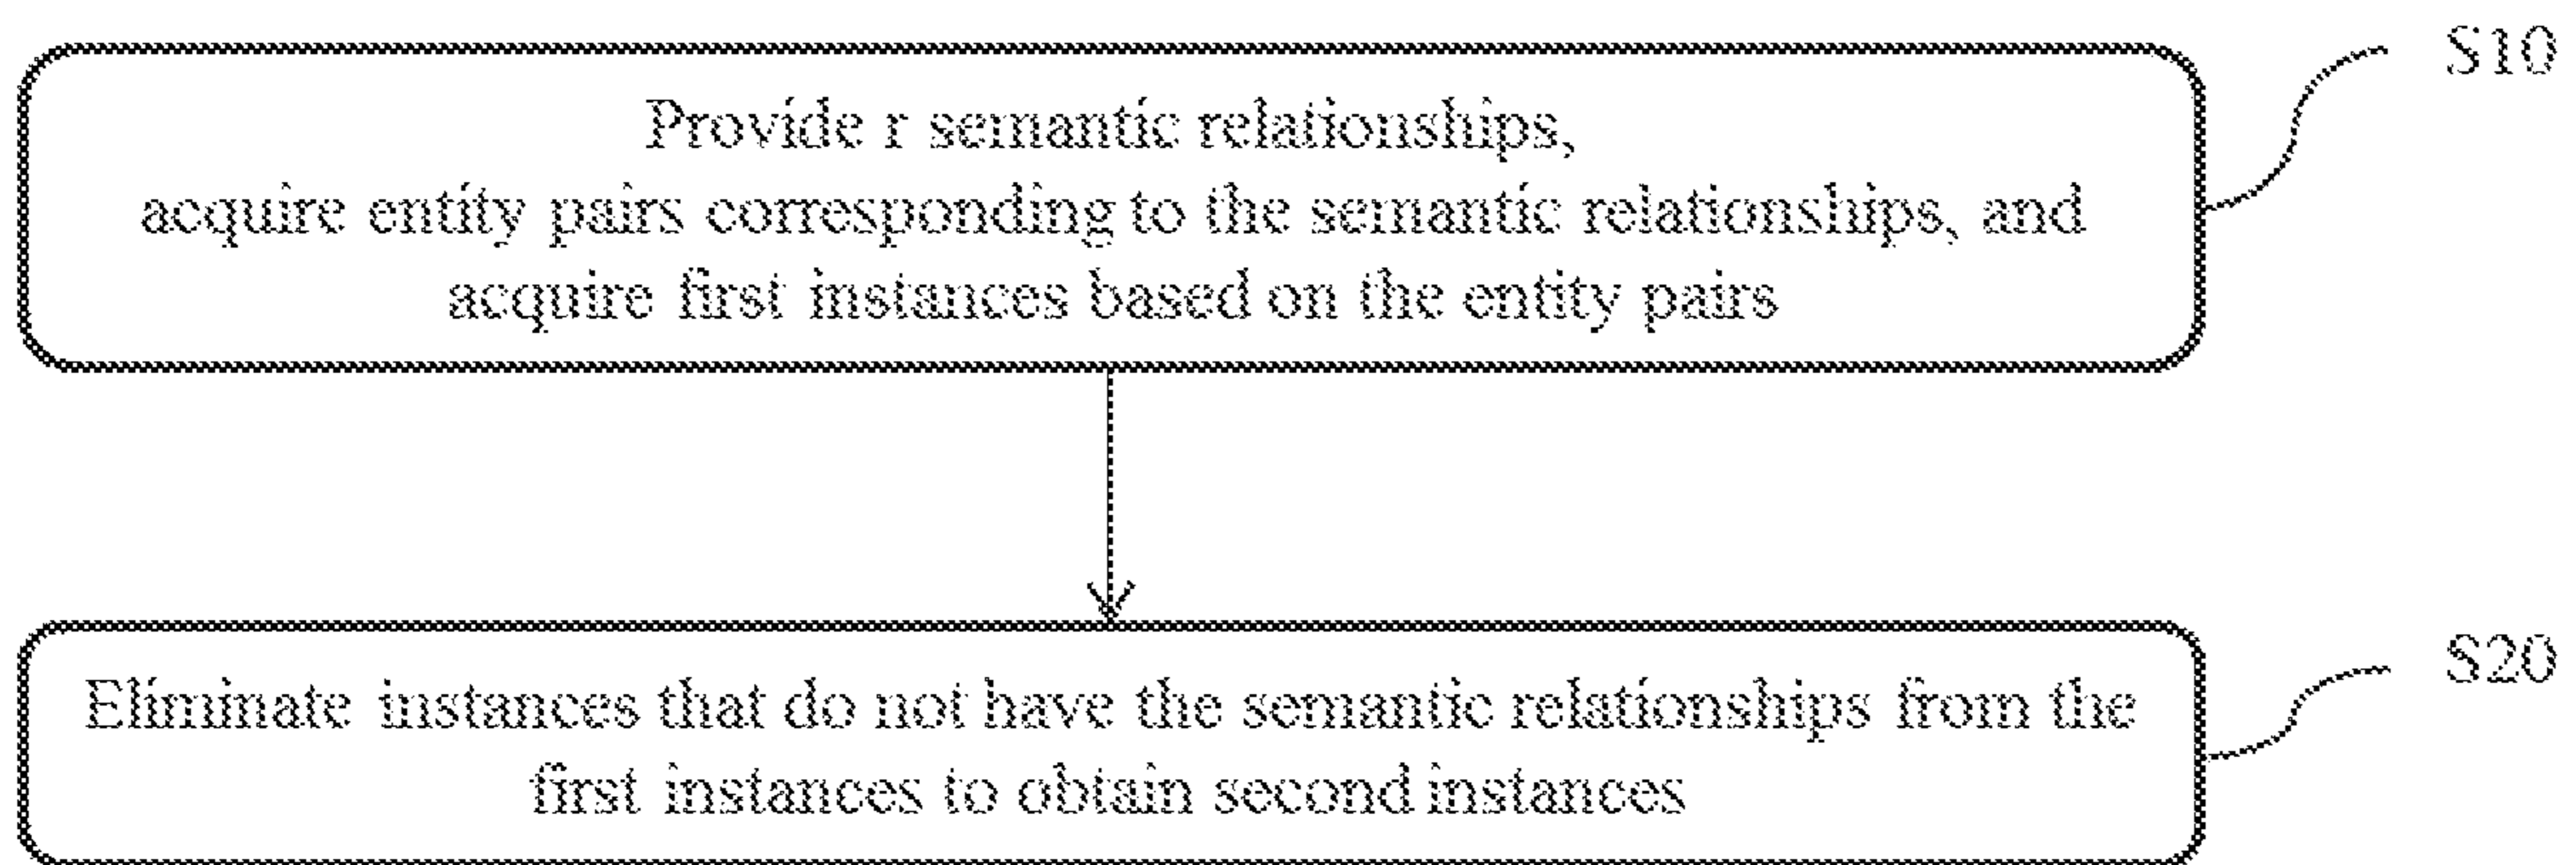 S10
Provide r semantic relationships,
acquire entity pairs corresponding to the semantic relationships, and
acquire first instances based on the entity pairs
S20
Eliminate instances that do not have the semantic relationships from the
first instances to obtain second instances